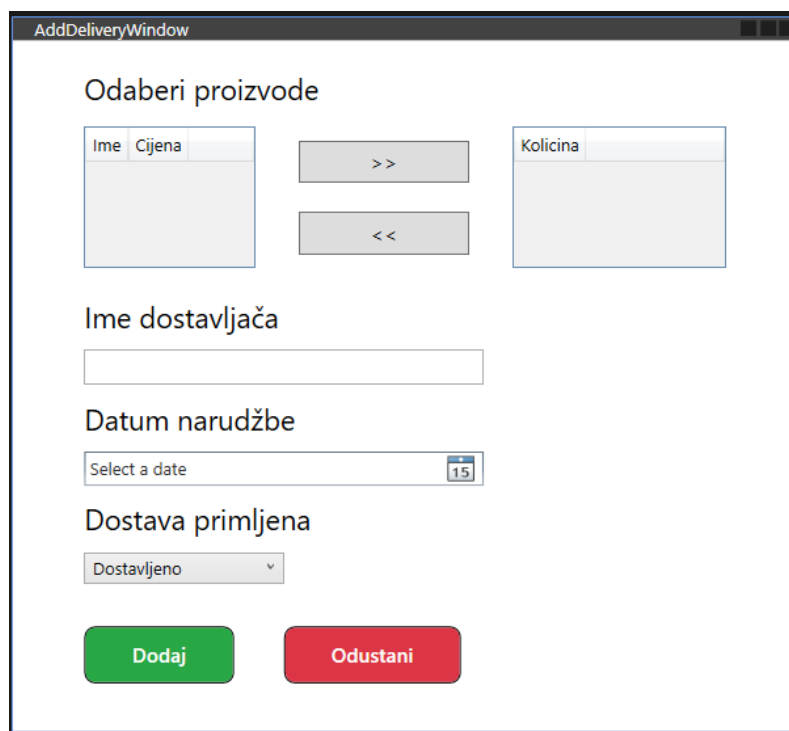 AddDeliveryWindow
Odaberi proizvode
Ime Cijena
>>
Kolicina
<<
Ime dostavljača
Datum narudžbe
Select a date
15
Dostava primljena
Dostavljeno
Dodaj Odustani